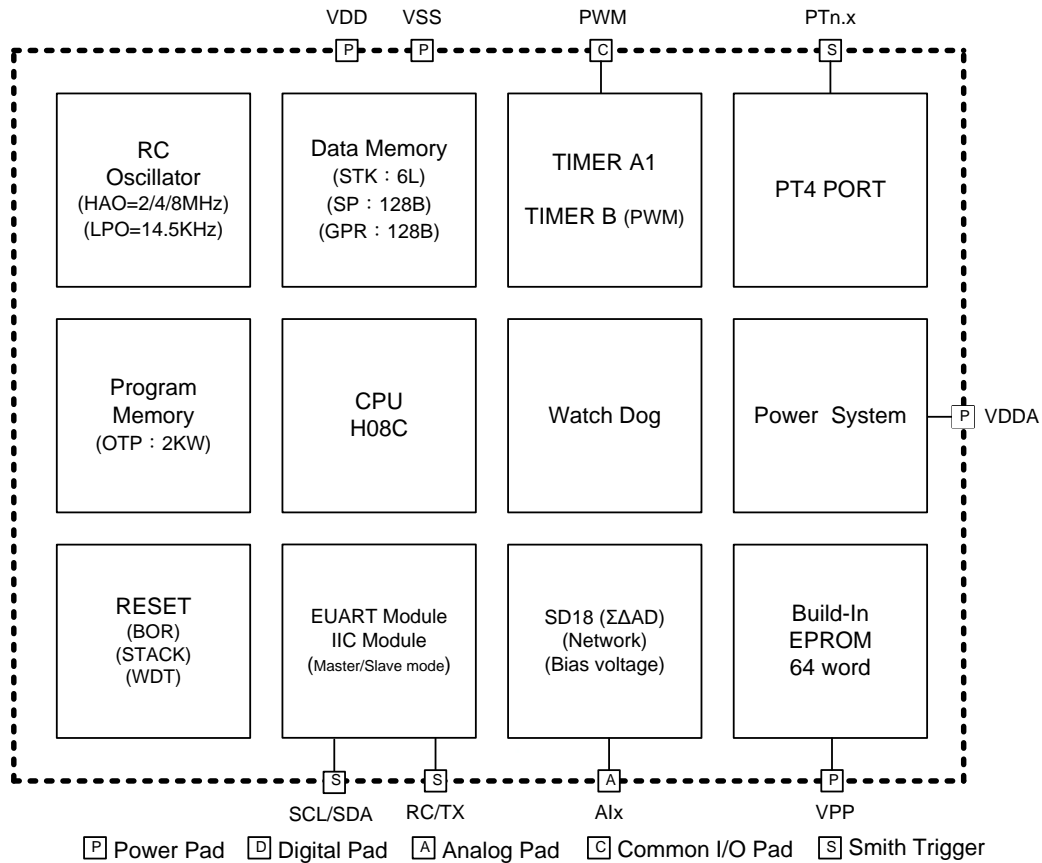 VDD VSS PWM PTn.x
P P C S
RC
Oscillator
(HAO=2/4/8MHz)
(LPO=14.5KHz)
Data Memory
(STK：6L)
(SP：128B)
(GPR：128B)
TIMER A1
TIMER B (PWM)
PT4 PORT
Program
Memory
(OTP：2KW)
CPU
H08C
Watch Dog
Power System
P VDDA
RESET
(BOR)
(STACK)
(WDT)
EUART Module
IIC Module
(Master/Slave mode)
SD18 (ΣΔAD)
(Network)
(Bias voltage)
Build-In
EPROM
64 word
S S A P
SCL/SDA RC/TX AIx VPP
P Power Pad D Digital Pad A Analog Pad C Common I/O Pad S Smith Trigger